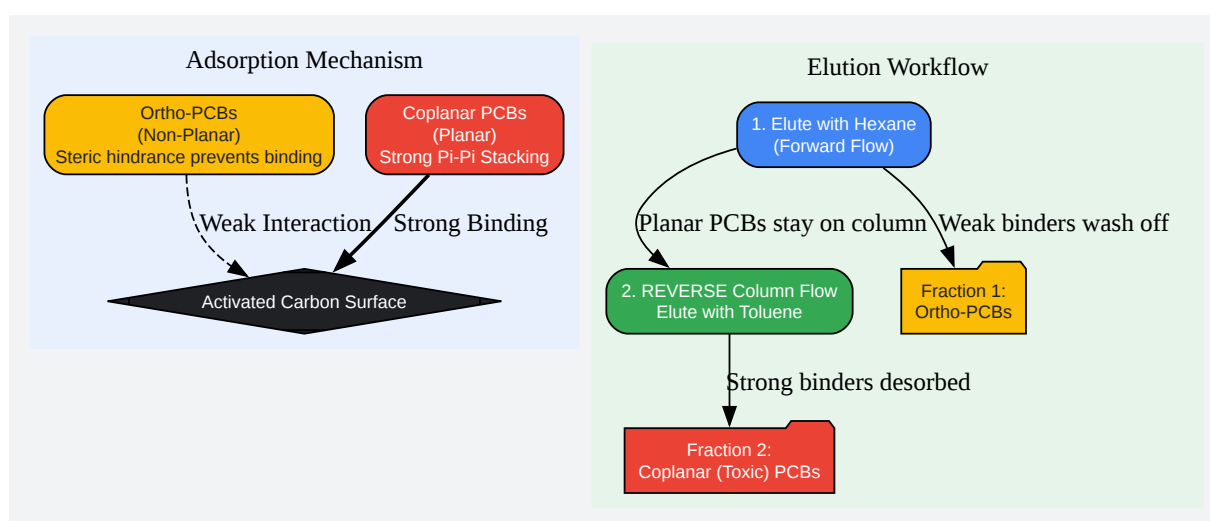 Adsorption Mechanism
Ortho-PCBs
(Non-Planar)
Steric hindrance prevents binding
Coplanar PCBs
(Planar)
Strong Pi-Pi Stacking
Weak Interaction
Strong Binding
Activated Carbon Surface
Elution Workflow
1. Elute with Hexane
(Forward Flow)
Planar PCBs stay on column
Weak binders wash off
2. REVERSE Column Flow
Elute with Toluene
Fraction 1:
Ortho-PCBs
Strong binders desorbed
Fraction 2:
Coplanar (Toxic) PCBs